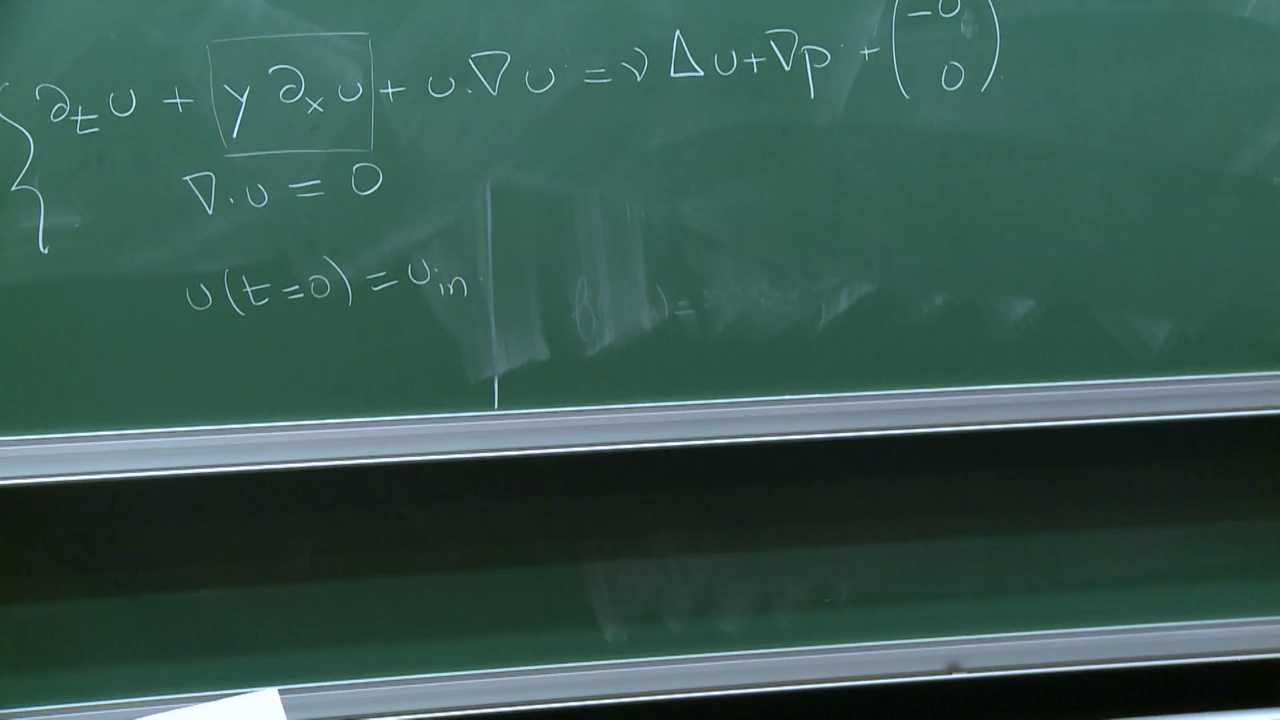 { ∂_t u + y ∂_x u + u.∇u = ν Δu + ∇p + (
0 )
∇.u = 0
u(t=0) = u_in